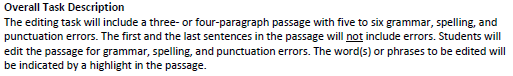 Overall Task Description
The editing task will include a three- or four-paragraph passage with five to six grammar, spelling, and
punctuation errors. The first and the last sentences in the passage will not include errors. Students will
edit the passage for grammar, spelling, and punctuation errors. The word(s) or phrases to be edited will
be indicated by a highlight in the passage.